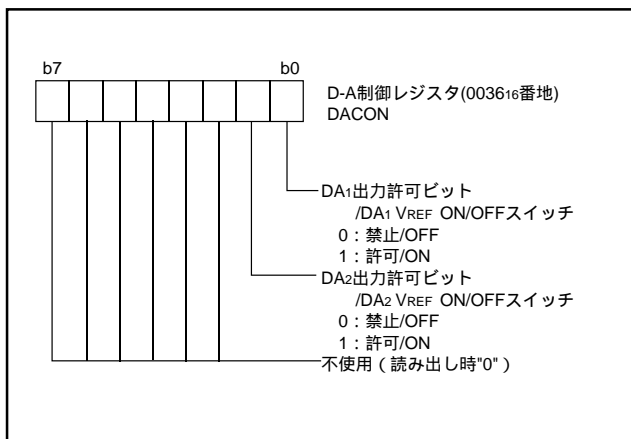 b7 b0
D-A制御レジスタ(003616番地)
DACON
DA1出力許可ビット
/DA1 VREF ON/OFFスイッチ
0：禁止/OFF
1：許可/ON
DA2出力許可ビット
/DA2 VREF ON/OFFスイッチ
0：禁止/OFF
1：許可/ON
不使用（読み出し時"0"）